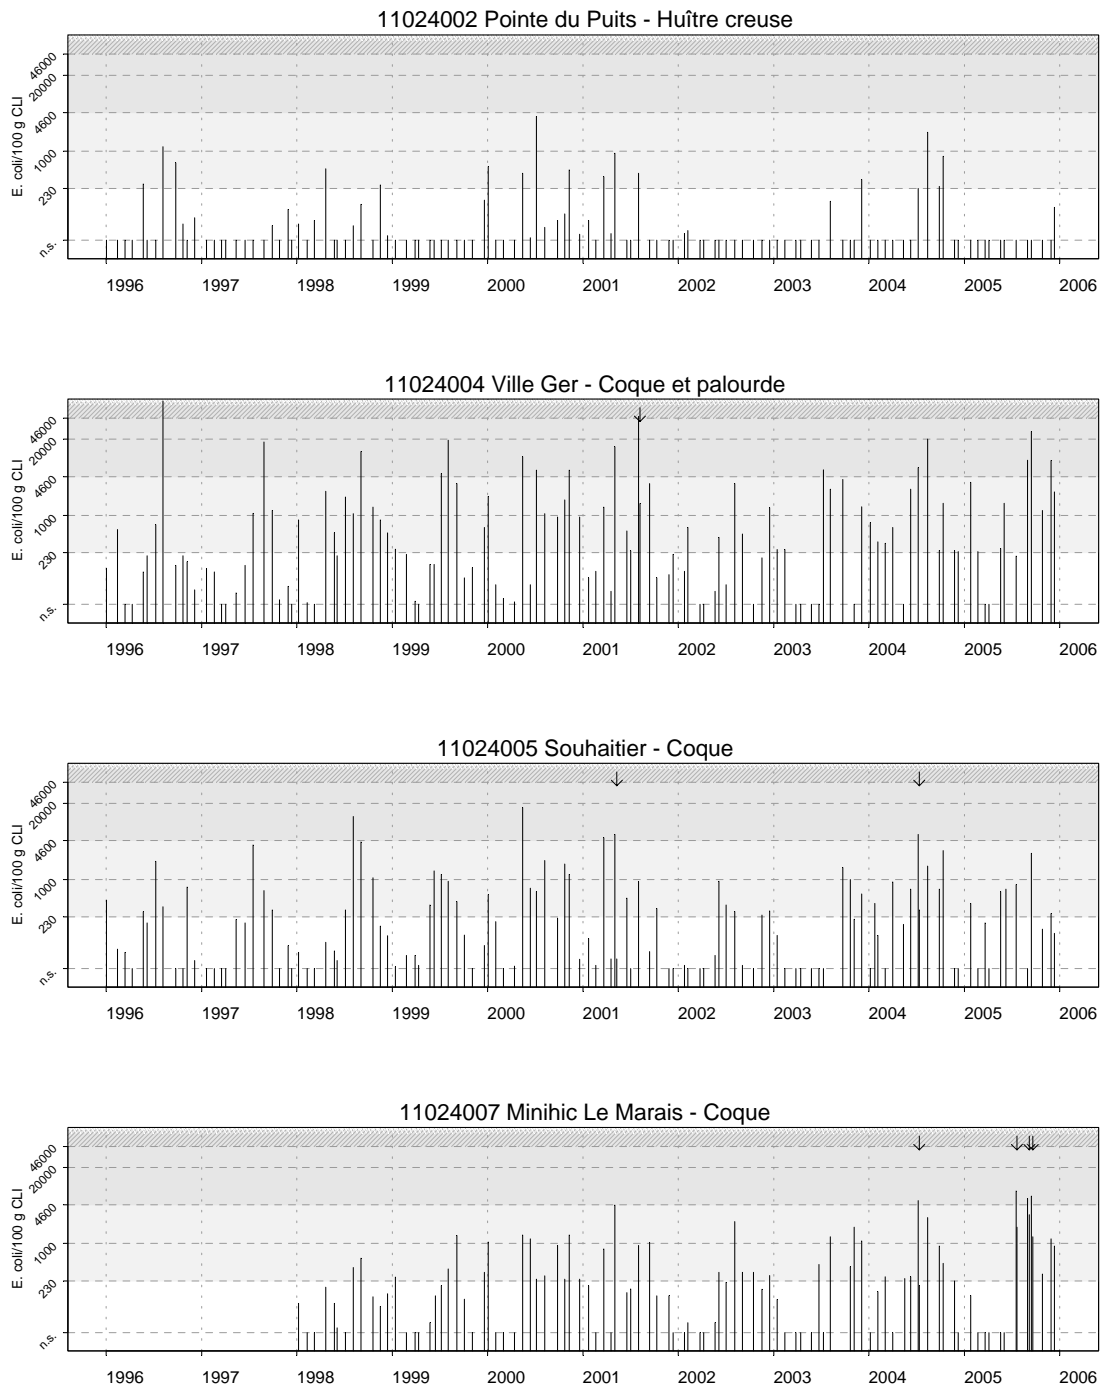 11024002 Pointe du Puits - Huître creuse
E. coli/100 g CLI
46000
20000
4600
1000
230
n.s.
1996 1997 1998 1999 2000 2001 2002 2003 2004 2005 2006
11024004 Ville Ger - Coque et palourde
E. coli/100 g CLI
46000
20000
4600
1000
230
n.s.
1996 1997 1998 1999 2000 2001 2002 2003 2004 2005 2006
11024005 Souhaitier - Coque
E. coli/100 g CLI
46000
20000
4600
1000
230
n.s.
1996 1997 1998 1999 2000 2001 2002 2003 2004 2005 2006
11024007 Minihic Le Marais - Coque
E. coli/100 g CLI
46000
20000
4600
1000
230
n.s.
1996 1997 1998 1999 2000 2001 2002 2003 2004 2005 2006